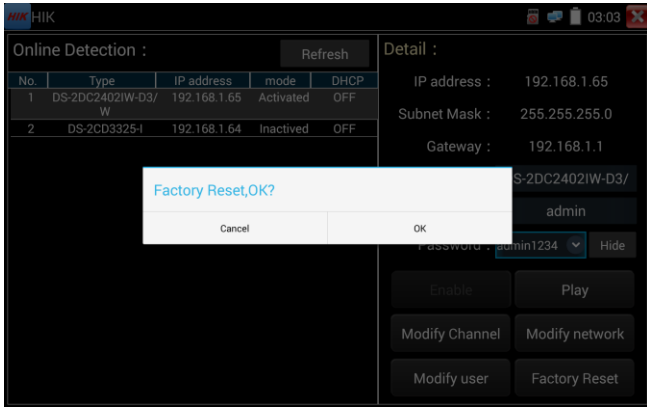 HIK HIK 03:03
Online Detection : Refresh
No. Type IP address mode DHCP
1 DS-2DC2402IW-D3/ 192.168.1.65 Activated OFF
W
2 DS-2CD3325-I 192.168.1.64 Inactived OFF
Factory Reset,OK?
Cancel OK
Detail :
IP address : 192.168.1.65
Subnet Mask : 255.255.255.0
Gateway : 192.168.1.1
S-2DC2402IW-D3/
admin
Password : admin1234 Hide
Enable Play
Modify Channel Modify network
Modify user Factory Reset